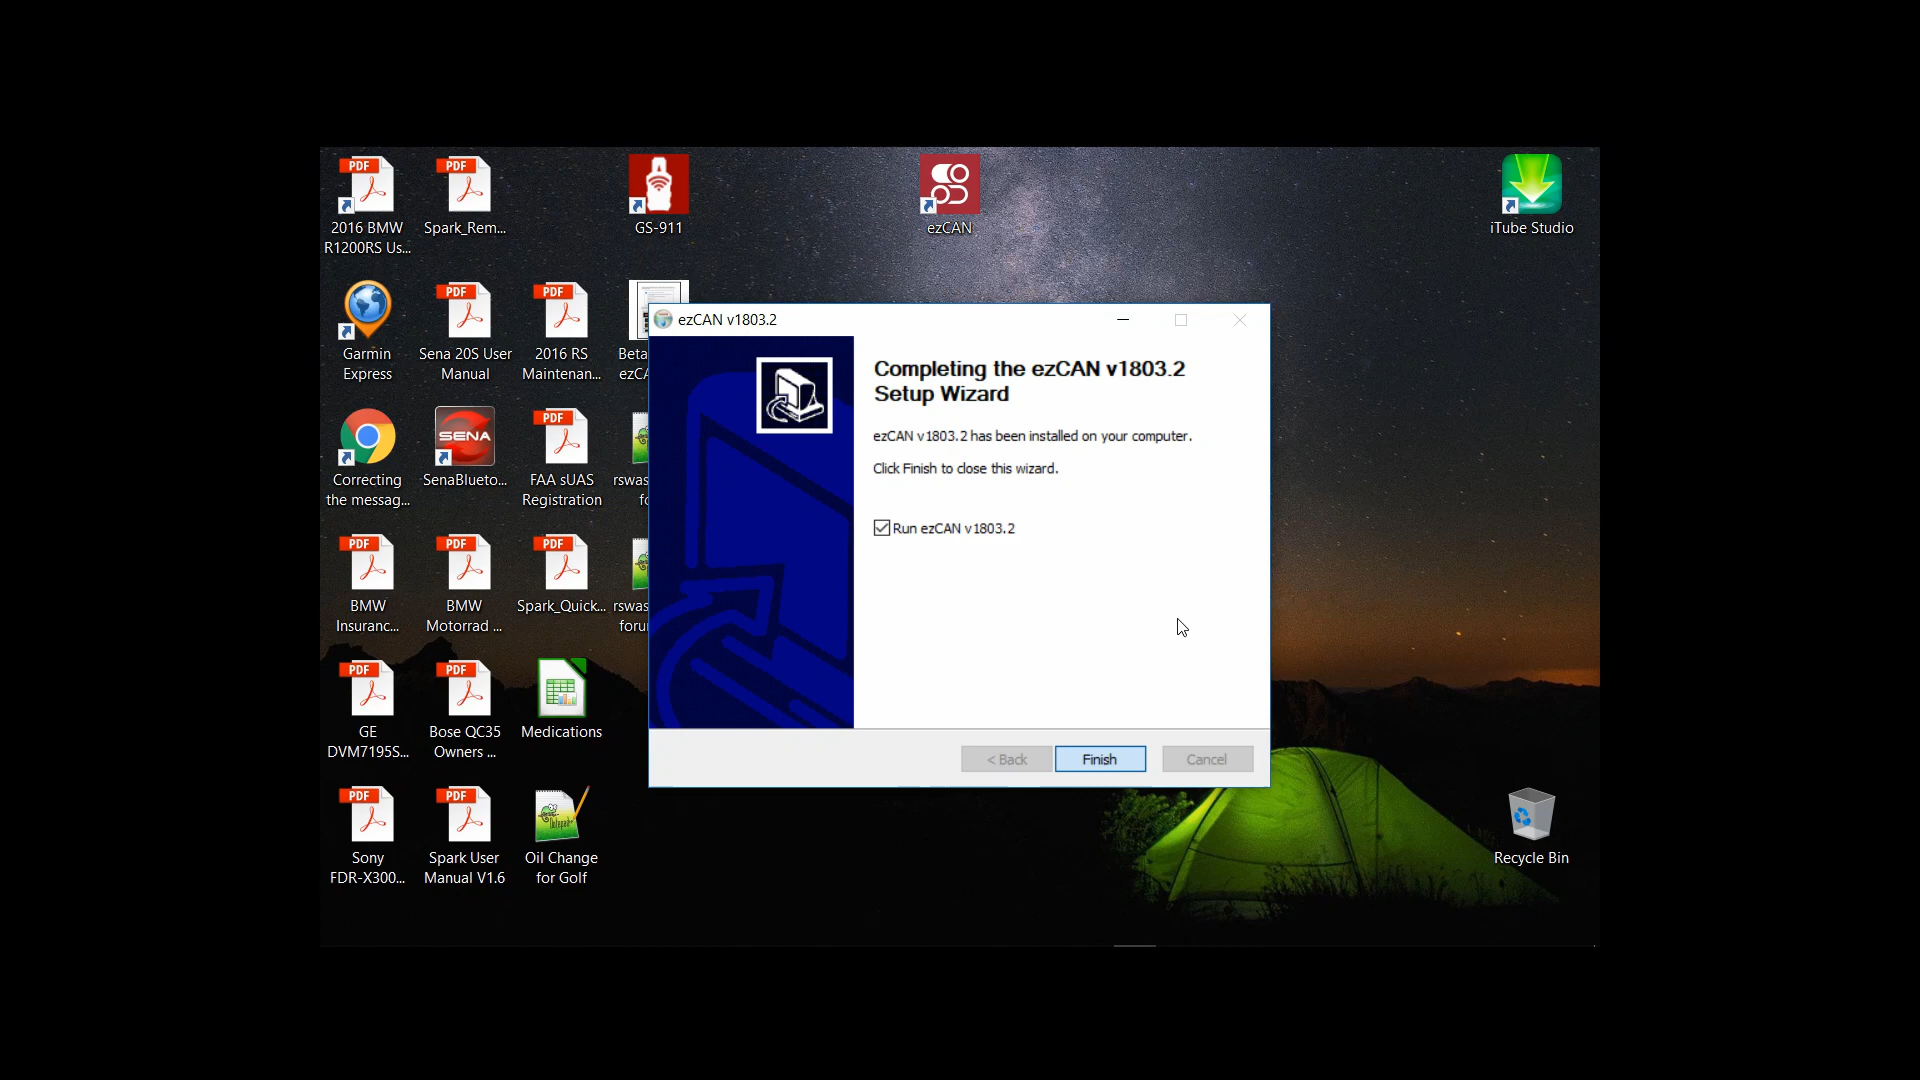 PDF
2016 BMW
R1200RS Us...
PDF
Spark_Rem...
GS-911
ezCAN
iTube Studio
Garmin
Express
PDF
Sena 20S User
Manual
PDF
2016 RS
Maintenan...
Beta
ezCA
Correcting
the messag...
SENA
SenaBlueto...
PDF
FAA sUAS
Registration
rswas
fo
PDF
BMW
Insuranc...
PDF
BMW
Motorrad ...
PDF
Spark_Quick...
rswas
foru
PDF
GE
DVM7195S...
PDF
Bose QC35
Owners ...
Medications
PDF
Sony
FDR-X300...
PDF
Spark User
Manual V1.6
Oil Change
for Golf
Recycle Bin
ezCAN v1803.2
Completing the ezCAN v1803.2
Setup Wizard
ezCAN v1803.2 has been installed on your computer.
Click Finish to close this wizard.
Run ezCAN v1803.2
< Back
Finish
Cancel